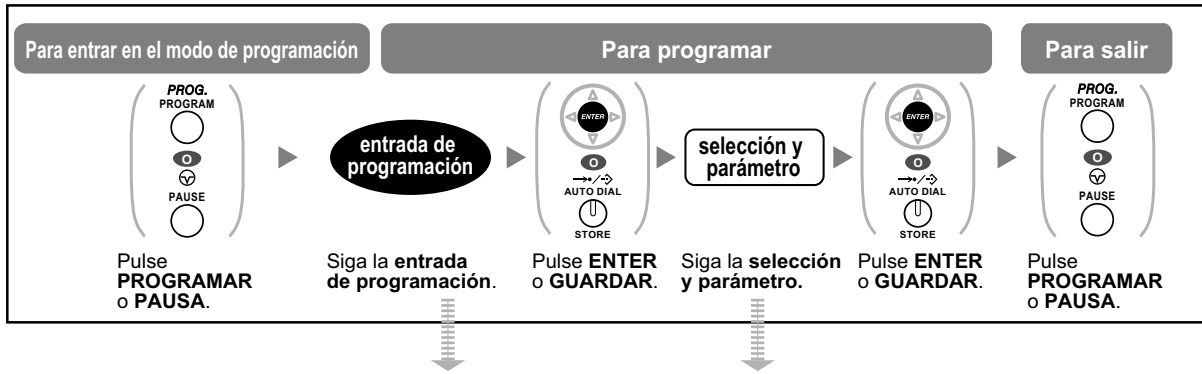 Para entrar en el modo de programación
Para programar
Para salir
PROG.
PROGRAM
O
PAUSE
entrada de
programación
ENTER
O
AUTO DIAL
STORE
selección y
parámetro
ENTER
O
AUTO DIAL
STORE
PROG.
PROGRAM
O
PAUSE
Pulse
PROGRAMAR
o PAUSA.
Siga la entrada
de programación.
Pulse ENTER
o GUARDAR.
Siga la selección
y parámetro.
Pulse ENTER
o GUARDAR.
Pulse
PROGRAMAR
o PAUSA.